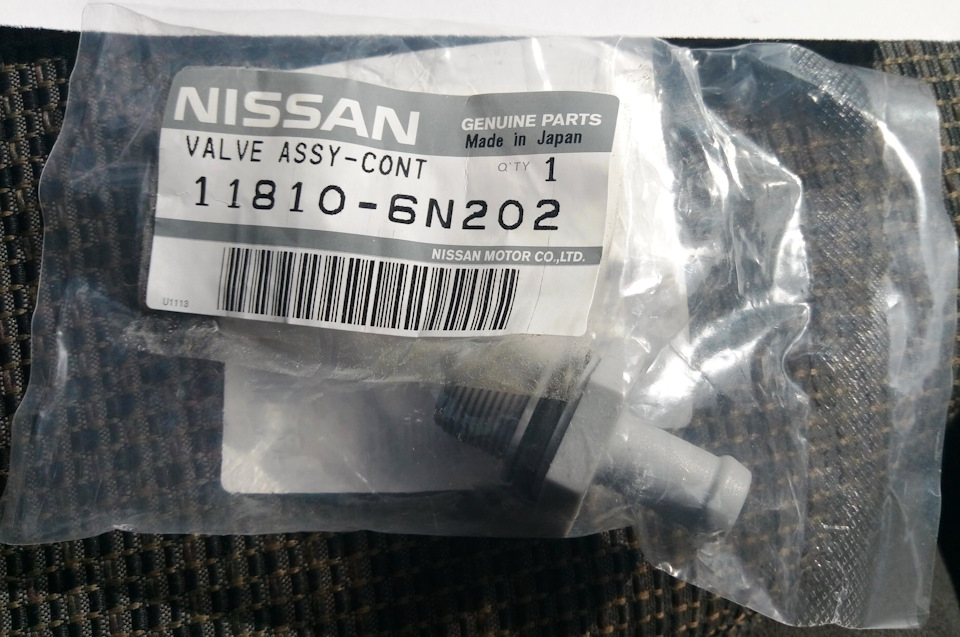 NISSAN
GENUINE PARTS
Made in Japan
VALVE ASSY-CONT
Q'TY 1
11810-6N202
NISSAN MOTOR CO.,LTD.
U1113